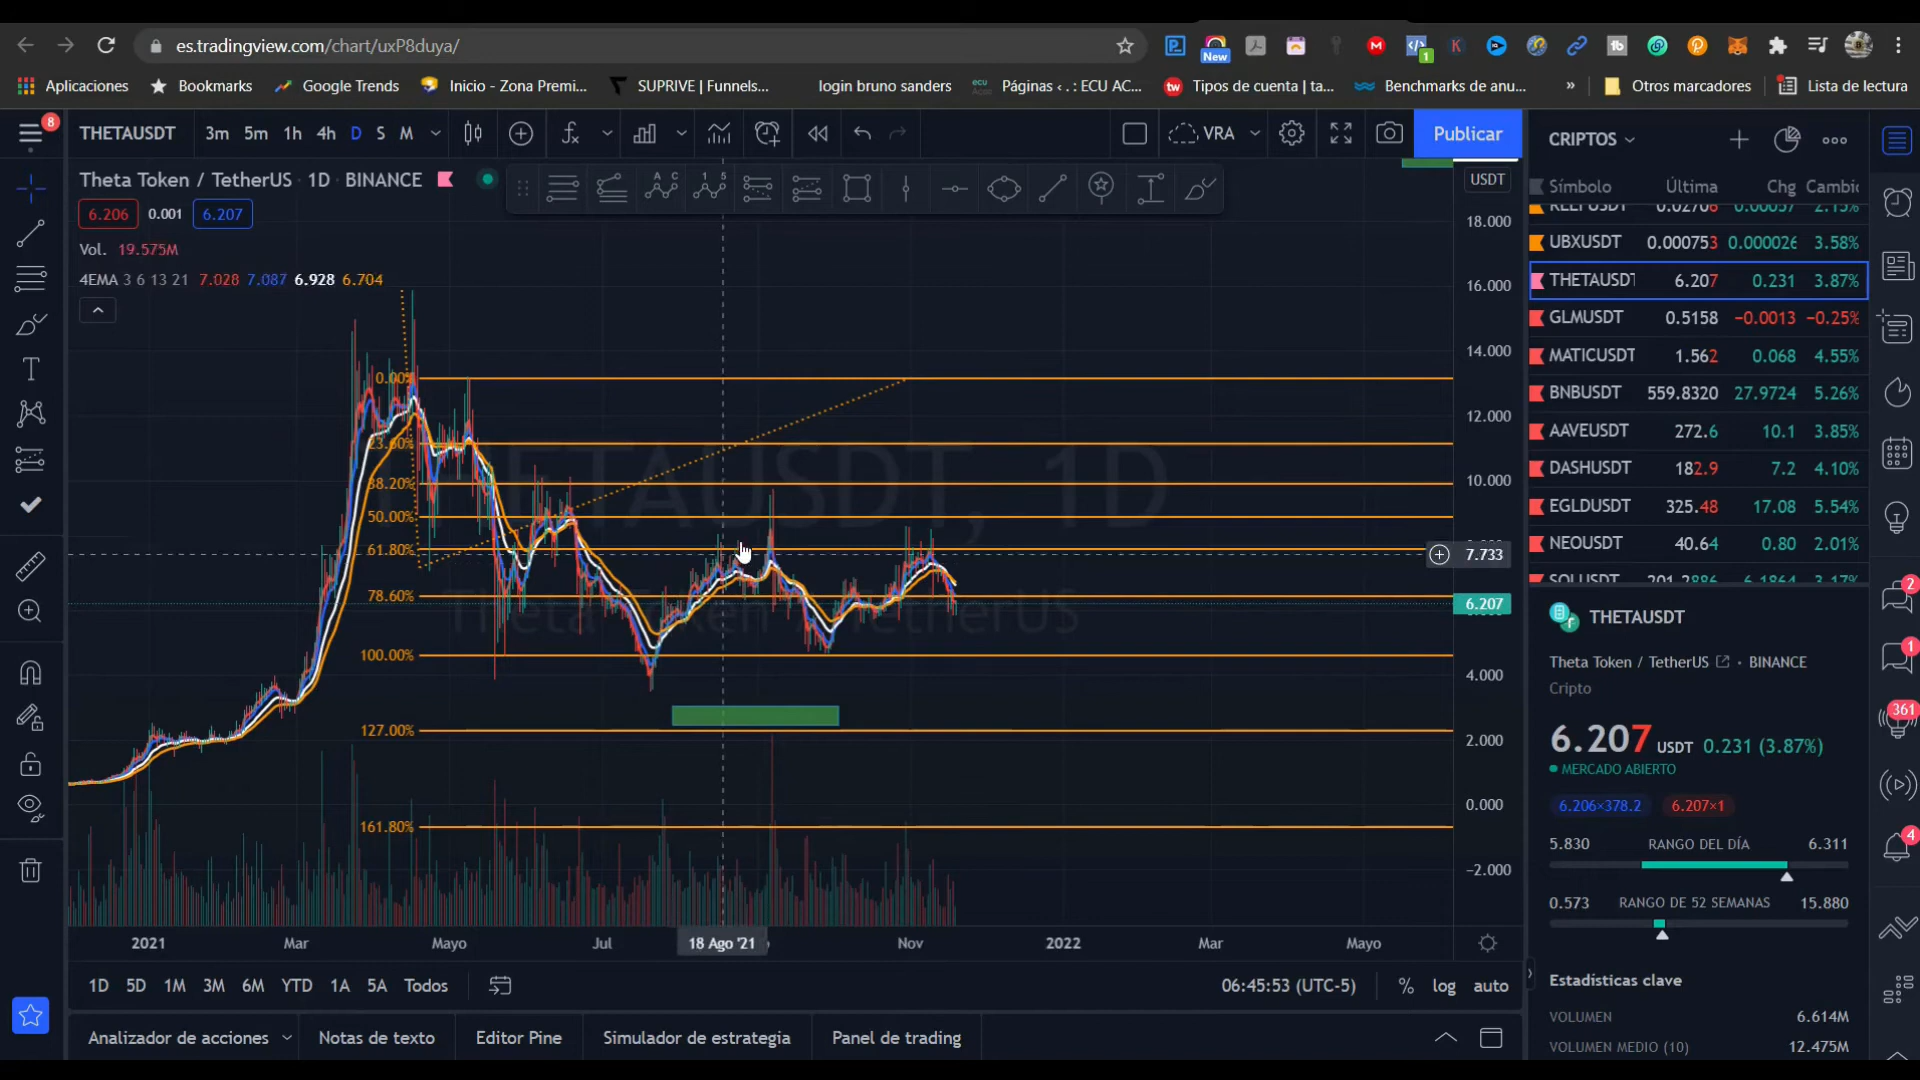 es.tradingview.com/chart/uxP8duya/
New
1
Aplicaciones
Bookmarks
Google Trends
Inicio - Zona Premi...
SUPRIVE | Funnels...
login bruno sanders
Páginas ‹ . : ECU AC...
Tipos de cuenta | ta...
Benchmarks de anu...
»
Otros marcadores
Lista de lectura
8
THETAUSDT 3m 5m 1h 4h D S M
VRA
Publicar
CRIPTOS
Theta Token / TetherUS · 1D · BINANCE
USDT
6.206 0.001 6.207
Vol. 19.575M
4EMA 3 6 13 21 7.028 7.087 6.928 6.704
18.000
16.000
14.000
12.000
10.000
7.733
6.207
4.000
2.000
0.000
−2.000
0.00%
23.60%
38.20%
50.00%
61.80%
78.60%
100.00%
127.00%
161.80%
THETAUSDT, 1D
Theta Token / TetherUS
2021 Mar Mayo Jul 18 Ago '21 Nov 2022 Mar Mayo
1D 5D 1M 3M 6M YTD 1A 5A Todos
06:45:53 (UTC-5) % log auto
Analizador de acciones Notas de texto Editor Pine Simulador de estrategia Panel de trading
Símbolo Última Chg Cambic
REEFUSDT 0.02706 0.00057 2.15%
UBXUSDT 0.000753 0.000026 3.58%
THETAUSDT 6.207 0.231 3.87%
GLMUSDT 0.5158 −0.0013 −0.25%
MATICUSDT 1.562 0.068 4.55%
BNBUSDT 559.8320 27.9724 5.26%
AAVEUSDT 272.6 10.1 3.85%
DASHUSDT 182.9 7.2 4.10%
EGLDUSDT 325.48 17.08 5.54%
NEOUSDT 40.64 0.80 2.01%
SOLUSDT 201.2886 6.1864 3.17%
THETAUSDT
Theta Token / TetherUS · BINANCE
Cripto
6.207 USDT 0.231 (3.87%)
MERCADO ABIERTO
6.206×378.2 6.207×1
5.830 RANGO DEL DÍA 6.311
0.573 RANGO DE 52 SEMANAS 15.880
Estadísticas clave
VOLUMEN 6.614M
VOLUMEN MEDIO (10) 12.475M
2
1
361
4